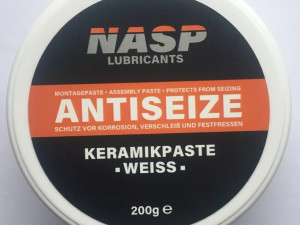 NASP
LUBRICANTS
MONTAGEPASTE • ASSEMBLY PASTE • PROTECTS FROM SEIZING
ANTISEIZE
SCHUTZ VOR KORROSION, VERSCHLEIß UND FESTFRESSEN
KERAMIKPASTE
▪WEISS▪
200g ℮